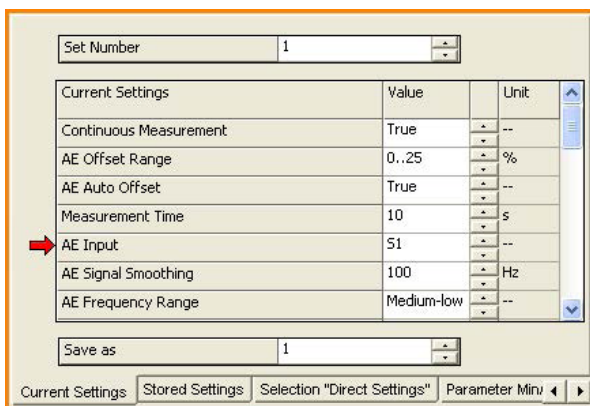 Set Number 1
Current Settings Value Unit
Continuous Measurement True --
AE Offset Range 0..25 %
AE Auto Offset True --
Measurement Time 10 s
AE Input S1 --
AE Signal Smoothing 100 Hz
AE Frequency Range Medium-low --
Save as 1
Current Settings Stored Settings Selection "Direct Settings" Parameter Min/